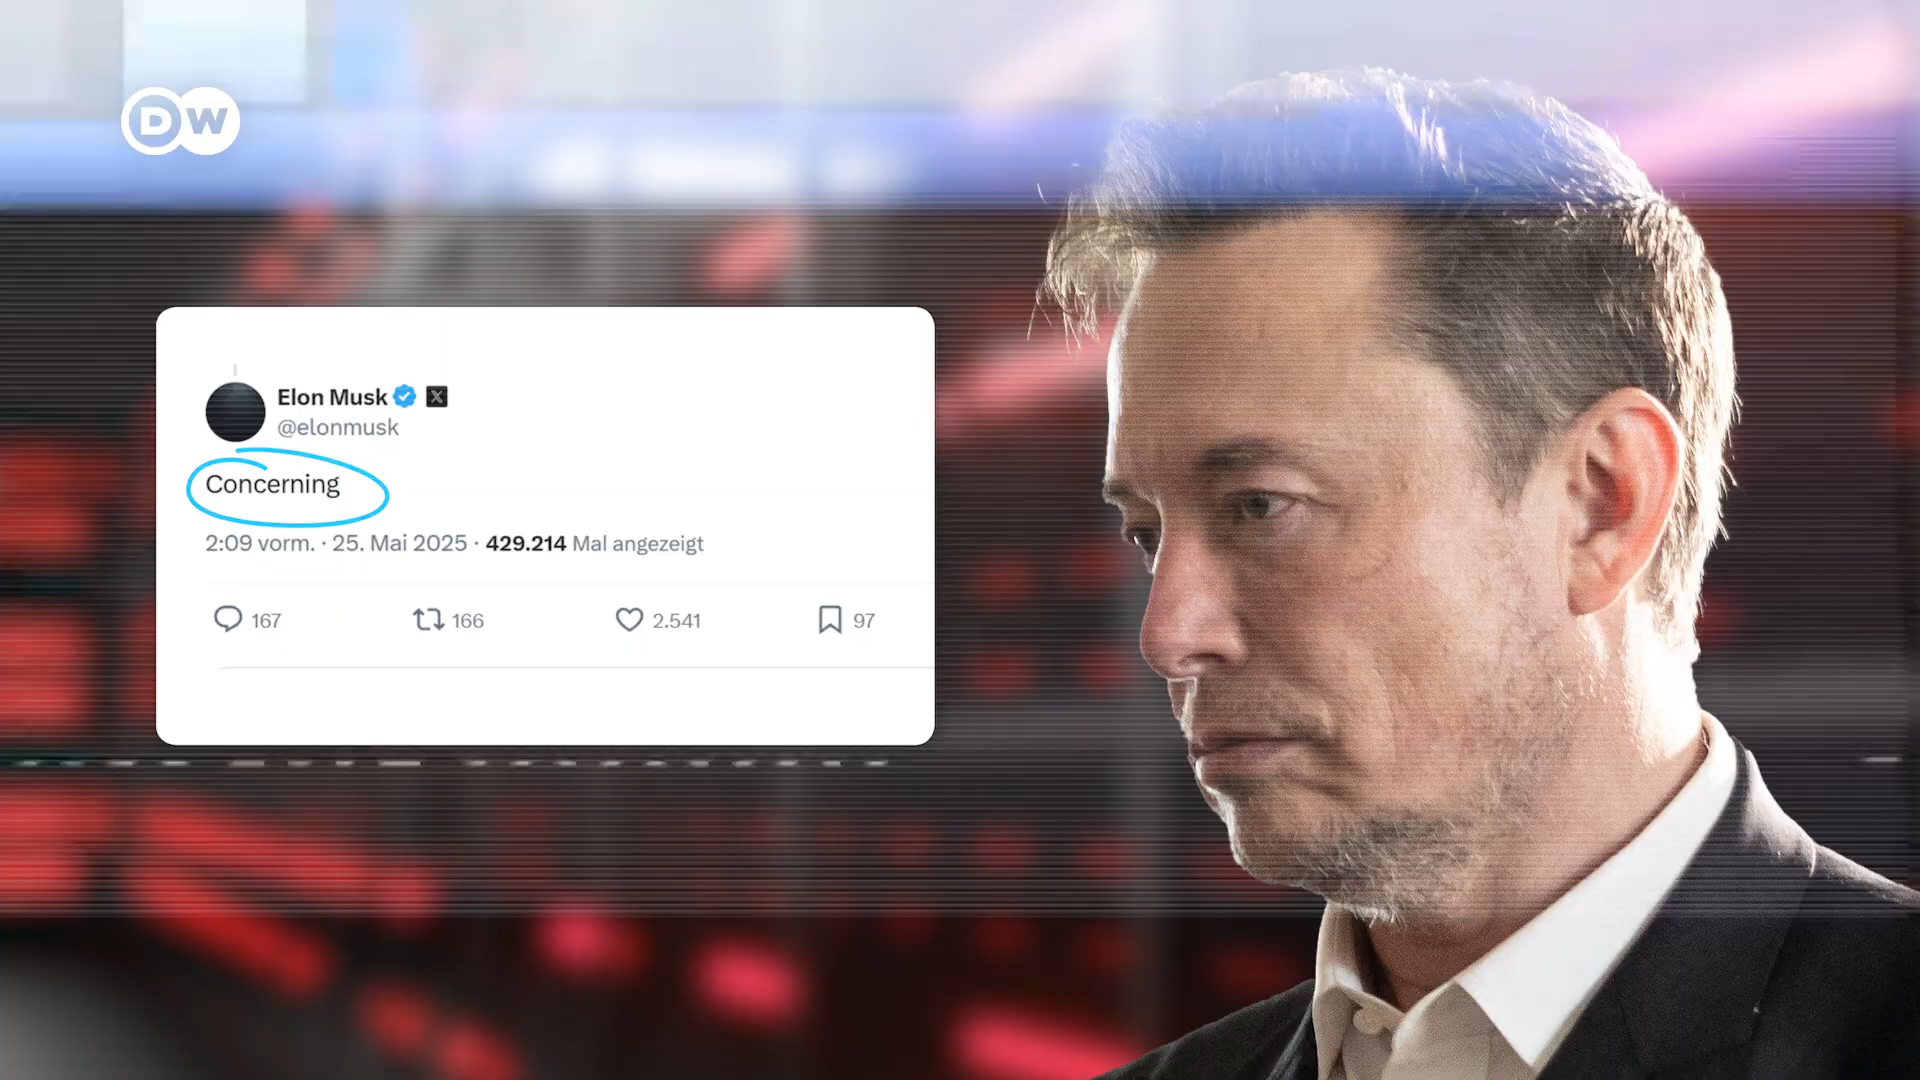 DW
Elon Musk
@elonmusk
Concerning
2:09 vorm. · 25. Mai 2025 · 429.214 Mal angezeigt
167 166 2.541 97